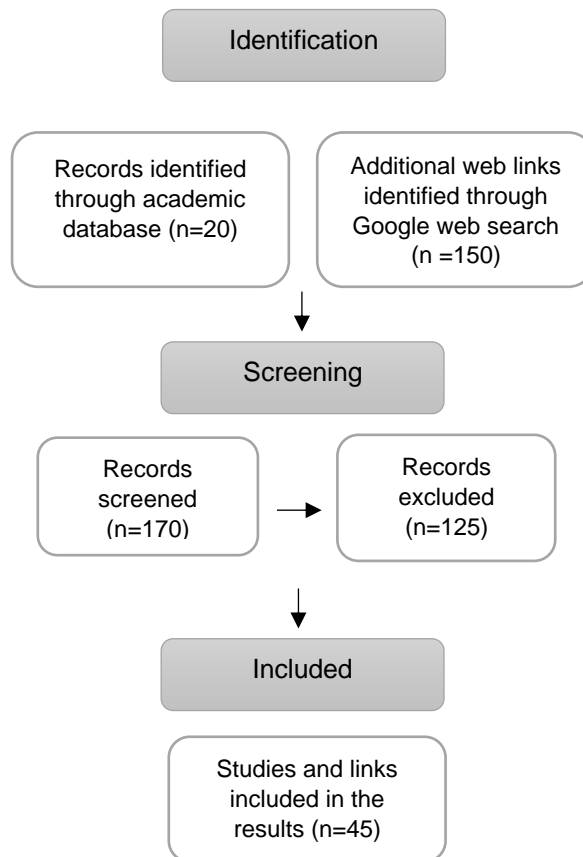 Identification
Records identified
through academic
database (n=20)
Additional web links
identified through
Google web search
(n =150)
Screening
Records
screened
(n=170)
Records
excluded
(n=125)
Included
Studies and links
included in the
results (n=45)